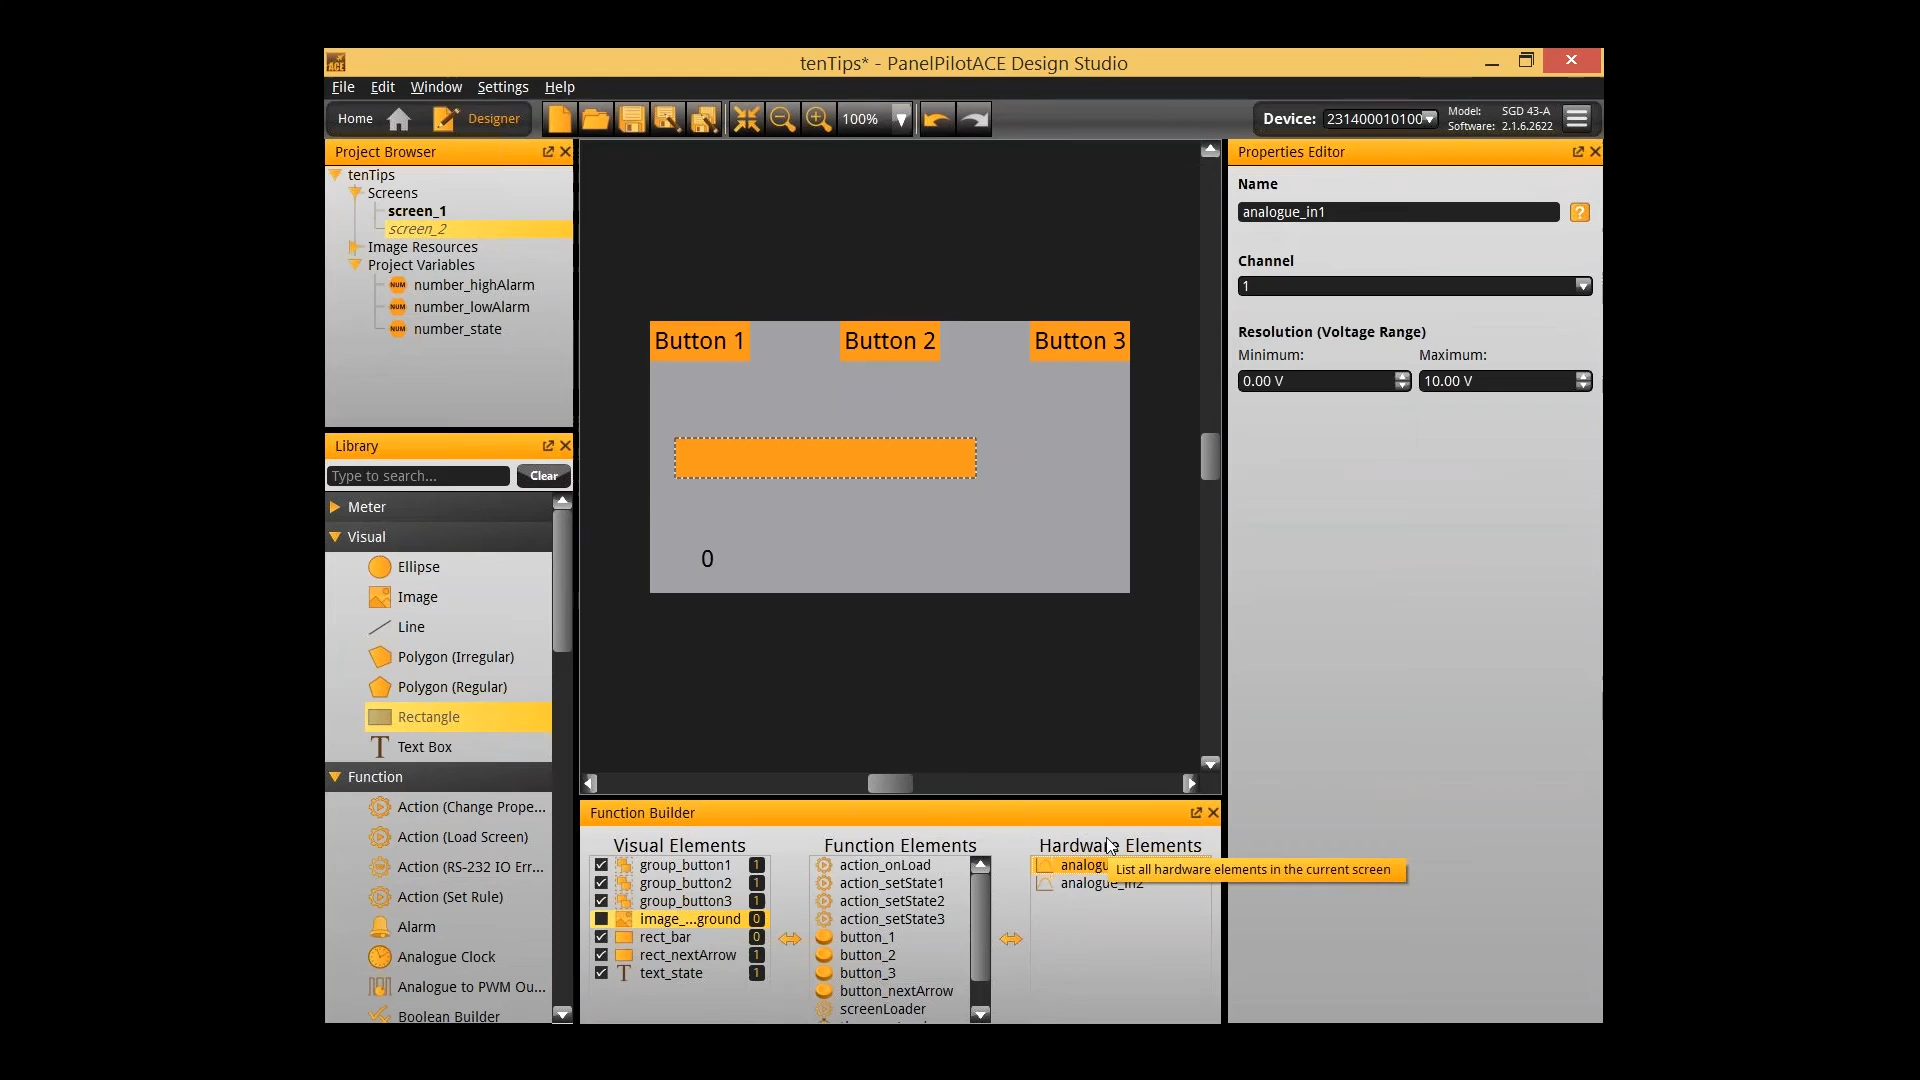 tenTips* - PanelPilotACE Design Studio
File Edit Window Settings Help
Home Designer 100% Device: 231400010100 Model: SGD 43-A
Software: 2.1.6.2622
Project Browser
tenTips
Screens
screen_1
screen_2
Image Resources
Project Variables
NUM number_highAlarm
NUM number_lowAlarm
NUM number_state
Library
Type to search... Clear
Meter
Visual
Ellipse
Image
Line
Polygon (Irregular)
Polygon (Regular)
Rectangle
Text Box
Function
Action (Change Prope...
Action (Load Screen)
Action (RS-232 IO Err...
Action (Set Rule)
Alarm
Analogue Clock
Analogue to PWM Ou...
Boolean Builder
Button 1 Button 2 Button 3
0
Function Builder
Visual Elements
group_button1 1
group_button2 1
group_button3 1
image_...ground 0
rect_bar 0
rect_nextArrow 1
text_state 1
Function Elements
action_onLoad
action_setState1
action_setState2
action_setState3
button_1
button_2
button_3
button_nextArrow
screenLoader
Hardware Elements
analogu
List all hardware elements in the current screen
analogue_in2
Properties Editor
Name
analogue_in1 ?
Channel
1
Resolution (Voltage Range)
Minimum: Maximum:
0.00 V 10.00 V